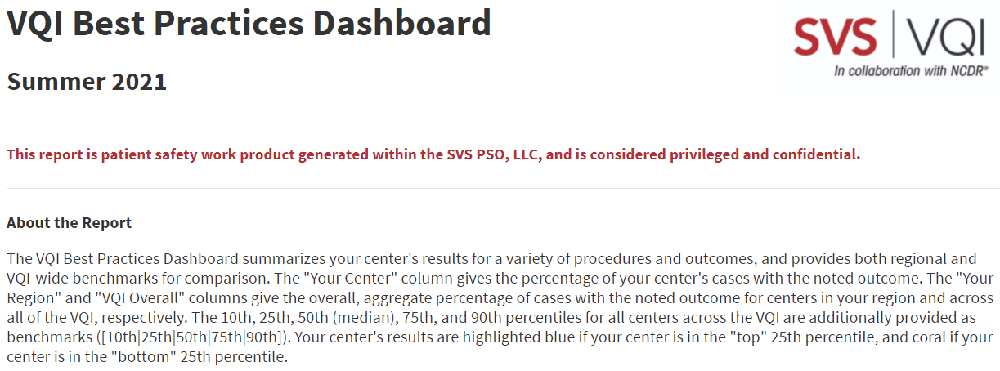 VQI Best Practices Dashboard
SVS | VQI
In collaboration with NCDR®
Summer 2021
This report is patient safety work product generated within the SVS PSO, LLC, and is considered privileged and confidential.
About the Report
The VQI Best Practices Dashboard summarizes your center's results for a variety of procedures and outcomes, and provides both regional and
VQI-wide benchmarks for comparison. The "Your Center" column gives the percentage of your center's cases with the noted outcome. The "Your
Region" and "VQI Overall" columns give the overall, aggregate percentage of cases with the noted outcome for centers in your region and across
all of the VQI, respectively. The 10th, 25th, 50th (median), 75th, and 90th percentiles for all centers across the VQI are additionally provided as
benchmarks ([10th|25th|50th|75th|90th]). Your center's results are highlighted blue if your center is in the "top" 25th percentile, and coral if your
center is in the "bottom" 25th percentile.